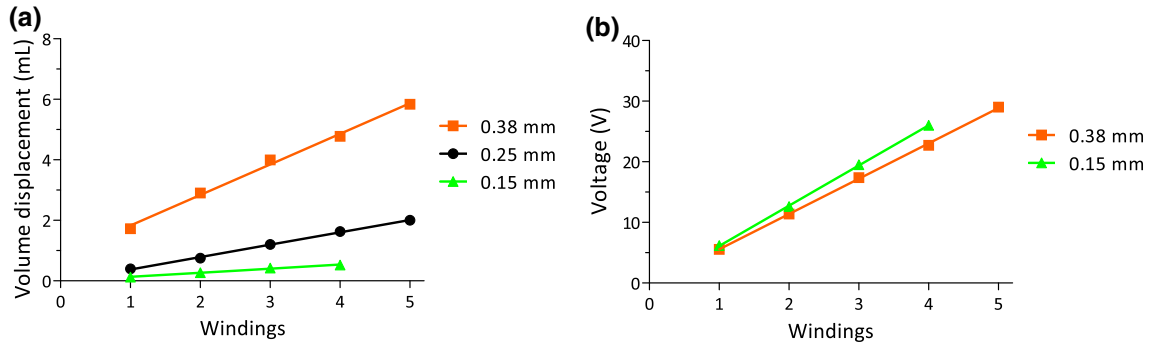 (a)
Volume displacement (mL)
8
6
4
2
0
0 1 2 3 4 5
Windings
0.38 mm
0.25 mm
0.15 mm
(b)
Voltage (V)
40
30
20
10
0
0 1 2 3 4 5
Windings
0.38 mm
0.15 mm